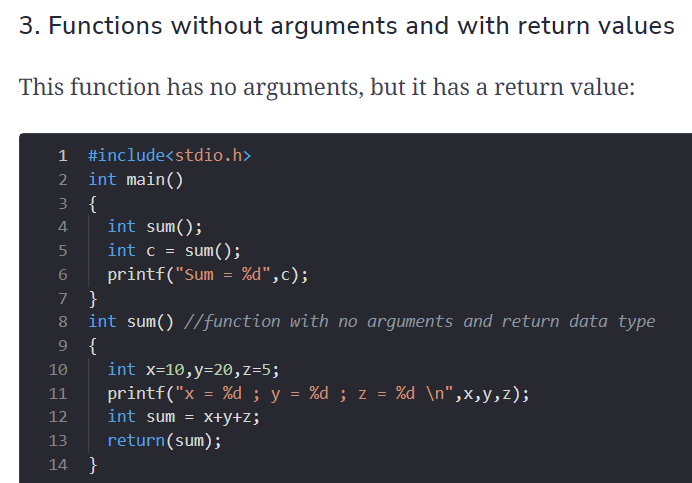 3. Functions without arguments and with return values
This function has no arguments, but it has a return value:
1 #include<stdio.h>
2 int main()
3 {
4 int sum();
5 int c = sum();
6 printf("Sum = %d",c);
7 }
8 int sum() //function with no arguments and return data type
9 {
10 int x=10,y=20,z=5;
11 printf("x = %d ; y = %d ; z = %d \n",x,y,z);
12 int sum = x+y+z;
13 return(sum);
14 }